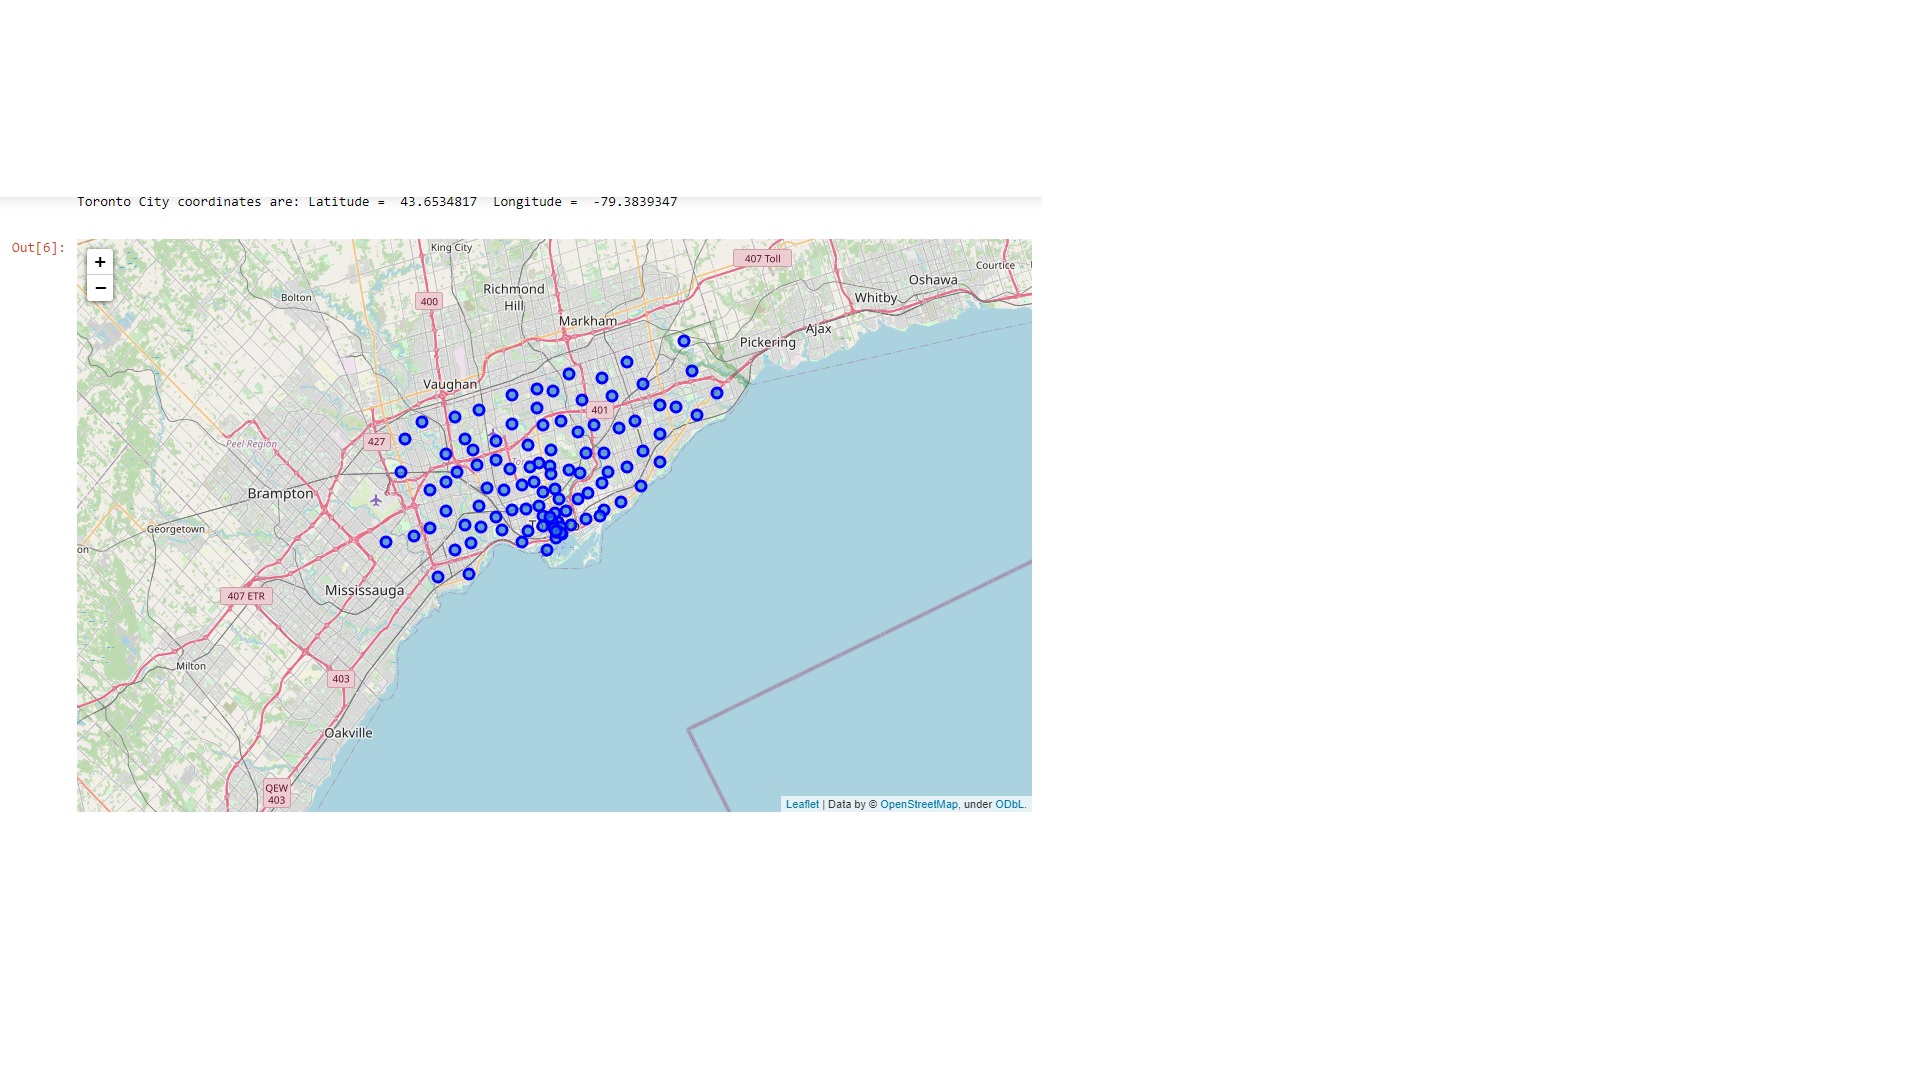 Toronto City coordinates are: Latitude =  43.6534817  Longitude =  -79.3839347
Out[6]:
+
−
King City
407 Toll
Courtice
Oshawa
Richmond
Hill
Bolton
400
Whitby
Markham
Ajax
Pickering
Vaughan
401
427
Peel Region
Brampton
Georgetown
on
Mississauga
407 ETR
Milton
403
Oakville
QEW
403
Leaflet | Data by © OpenStreetMap, under ODbL.